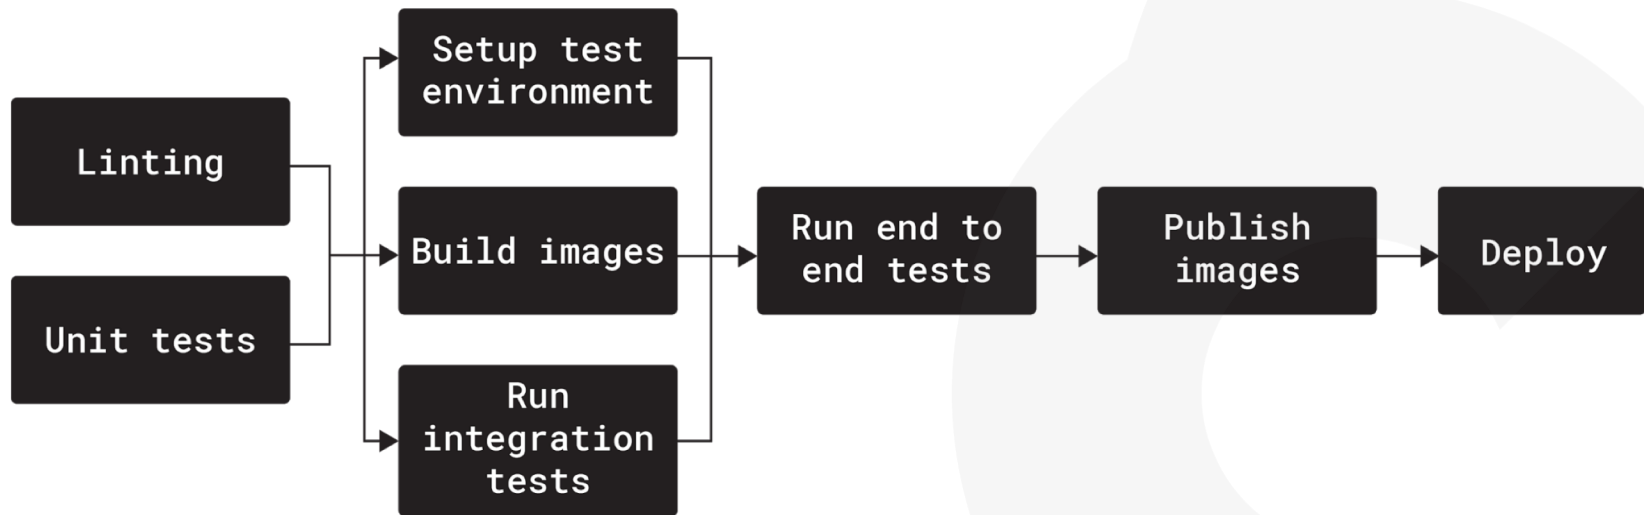 Linting
Unit tests
Setup test
environment
Build images
Run
integration
tests
Run end to
end tests
Publish
images
Deploy